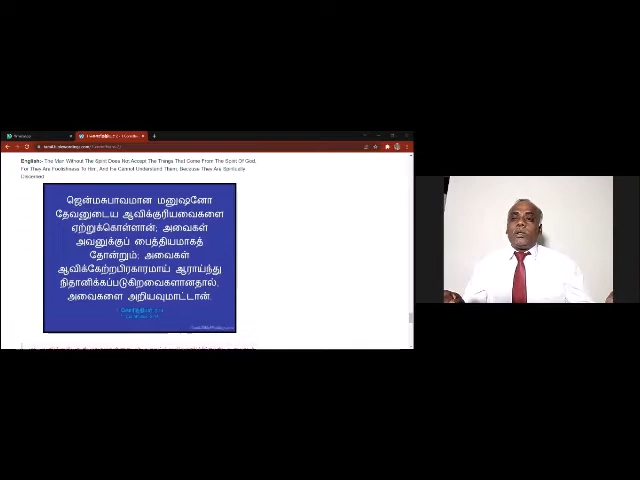 English:- The Man Without The Spirit Does Not Accept The Things That Come From The Spirit Of God,
For They Are Foolishness To Him, And He Cannot Understand Them, Because They Are Spiritually
Discerned.
ஜென்மசுபாவமான மனுஷனோ
தேவனுடைய ஆவிக்குரியவைகளை
ஏற்றுக்கொள்ளான்; அவைகள்
அவனுக்குப் பைத்தியமாகத்
தோன்றும்; அவைகள்
ஆவிக்கேற்றபிரகாரமாய் ஆராய்ந்து
நிதானிக்கப்படுகிறவைகளானதால்,
அவைகளை அறியவுமாட்டான்.